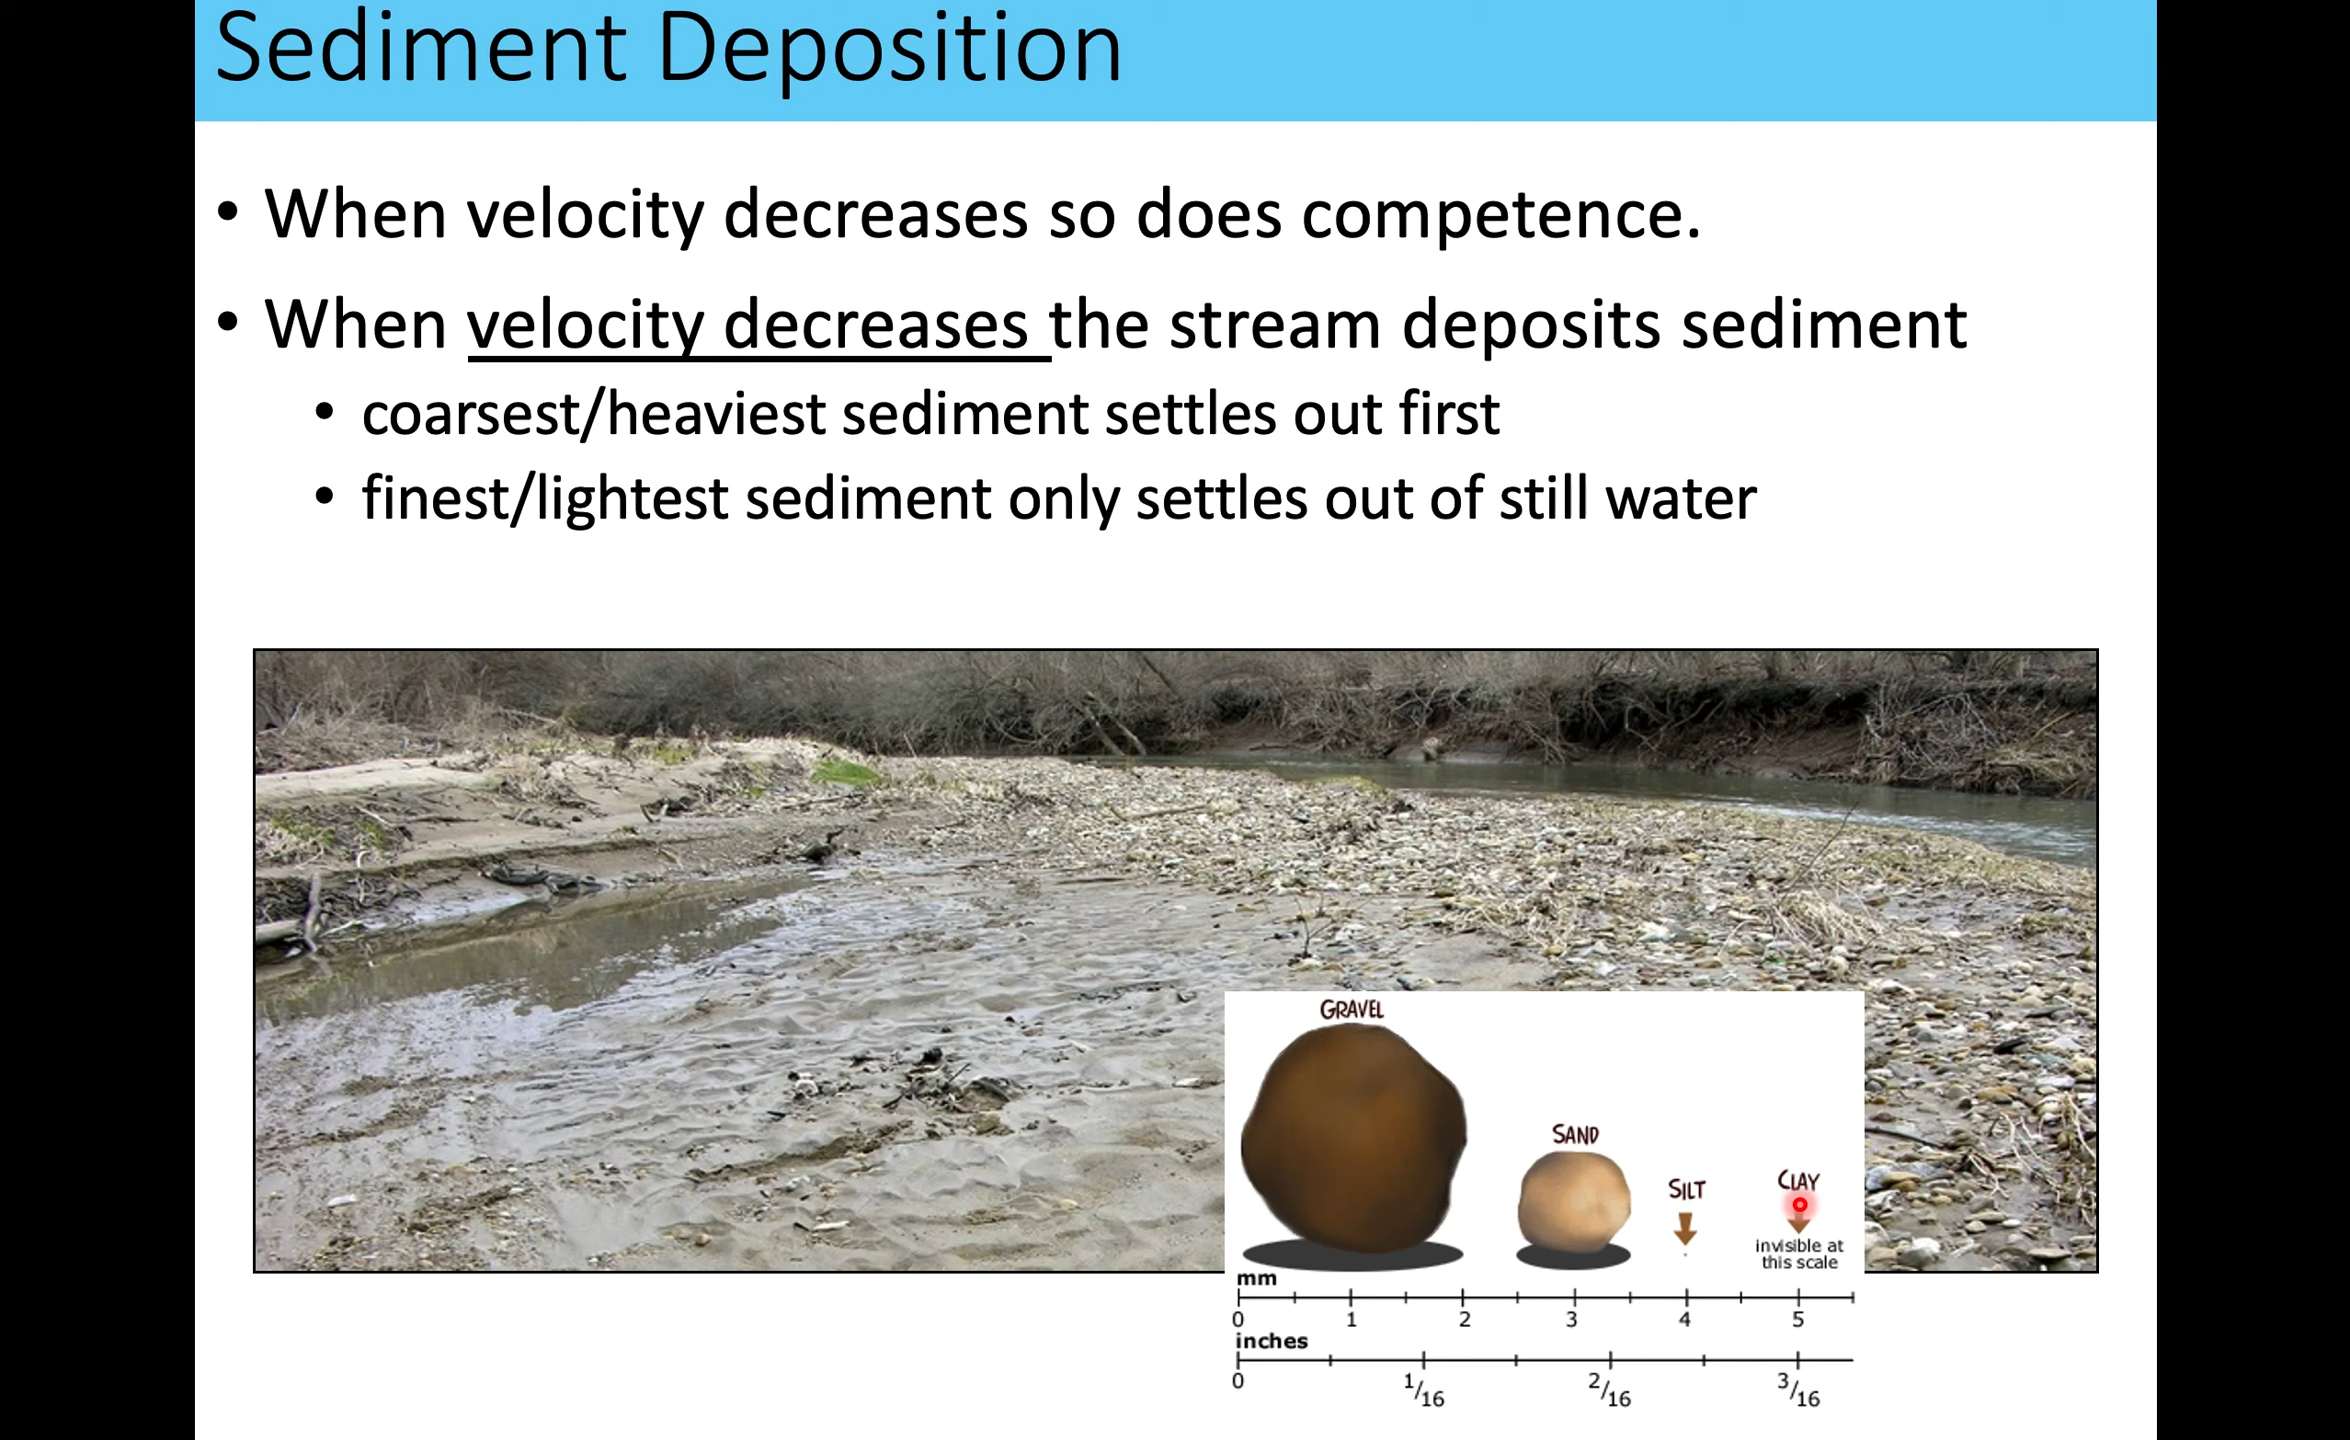 Sediment Deposition
• When velocity decreases so does competence.
• When velocity decreases the stream deposits sediment
• coarsest/heaviest sediment settles out first
• finest/lightest sediment only settles out of still water
GRAVEL
SAND
SILT
CLAY
invisible at
this scale
mm
0 1 2 3 4 5
inches
0 1/16 2/16 3/16